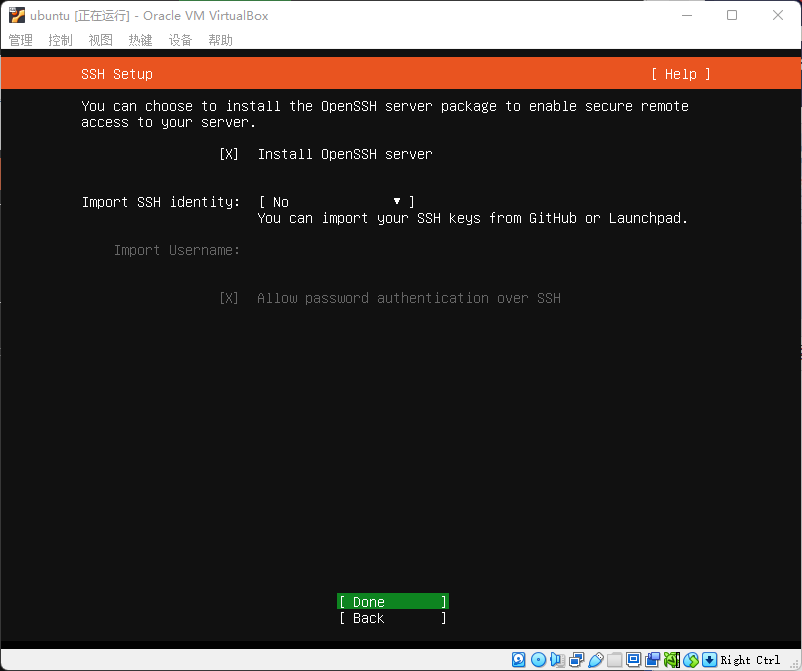 ubuntu [正在运行] - Oracle VM VirtualBox
管理 控制 视图 热键 设备 帮助
SSH Setup [ Help ]
You can choose to install the OpenSSH server package to enable secure remote
access to your server.
[X] Install OpenSSH server
Import SSH identity: [ No ▾ ]
You can import your SSH keys from GitHub or Launchpad.
Import Username:
[X] Allow password authentication over SSH
[ Done ]
[ Back ]
Right Ctrl